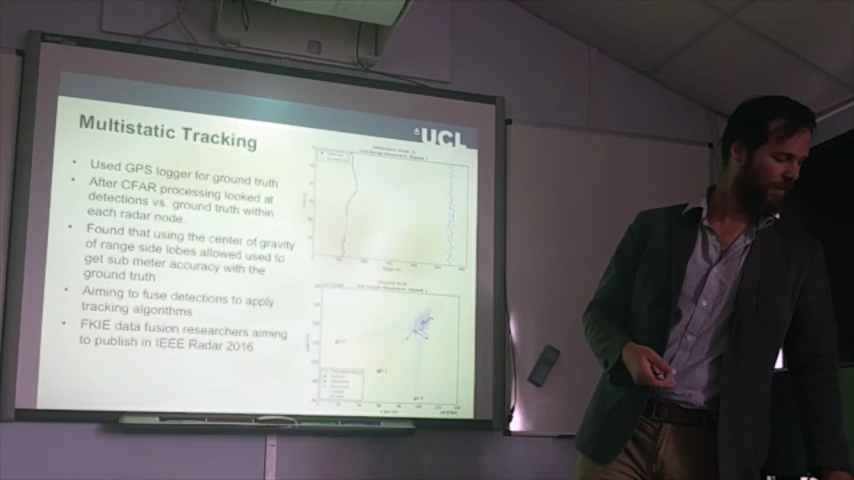 UCL
Multistatic Tracking
• Used GPS logger for ground truth
• After CFAR processing looked at
detections vs. ground truth within
each radar node.
• Found that using the center of gravity
of range side lobes allowed used to
get sub meter accuracy with the
ground truth
• Aiming to fuse detections to apply
tracking algorithms
• FKIE data fusion researchers aiming
to publish in IEEE Radar 2016